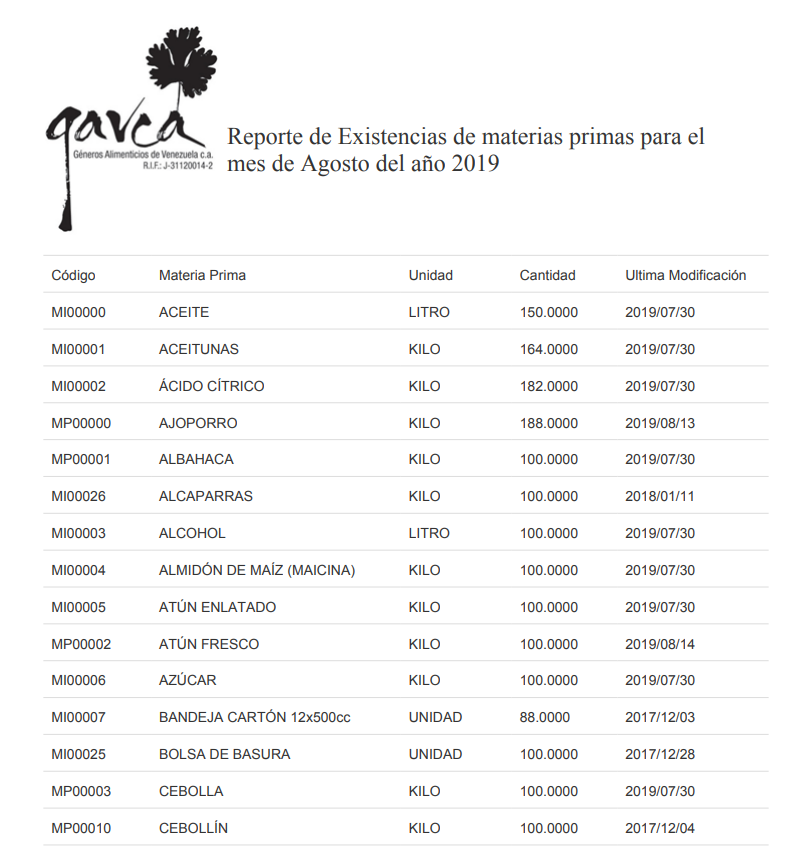 gavca
Géneros Alimenticios de Venezuela c.a.
R.I.F.: J-31120014-2
Reporte de Existencias de materias primas para el
mes de Agosto del año 2019
Código Materia Prima Unidad Cantidad Ultima Modificación
MI00000 ACEITE LITRO 150.0000 2019/07/30
MI00001 ACEITUNAS KILO 164.0000 2019/07/30
MI00002 ÁCIDO CÍTRICO KILO 182.0000 2019/07/30
MP00000 AJOPORRO KILO 188.0000 2019/08/13
MP00001 ALBAHACA KILO 100.0000 2019/07/30
MI00026 ALCAPARRAS KILO 100.0000 2018/01/11
MI00003 ALCOHOL LITRO 100.0000 2019/07/30
MI00004 ALMIDÓN DE MAÍZ (MAICINA) KILO 100.0000 2019/07/30
MI00005 ATÚN ENLATADO KILO 100.0000 2019/07/30
MP00002 ATÚN FRESCO KILO 100.0000 2019/08/14
MI00006 AZÚCAR KILO 100.0000 2019/07/30
MI00007 BANDEJA CARTÓN 12x500cc UNIDAD 88.0000 2017/12/03
MI00025 BOLSA DE BASURA UNIDAD 100.0000 2017/12/28
MP00003 CEBOLLA KILO 100.0000 2019/07/30
MP00010 CEBOLLÍN KILO 100.0000 2017/12/04